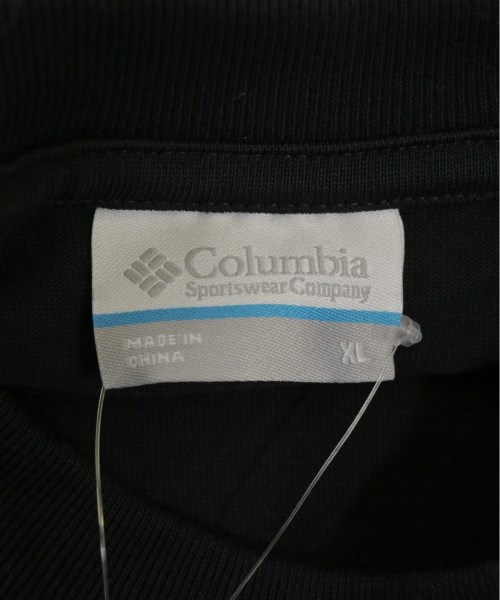 Columbia
Sportswear Company
MADE IN
CHINA
XL